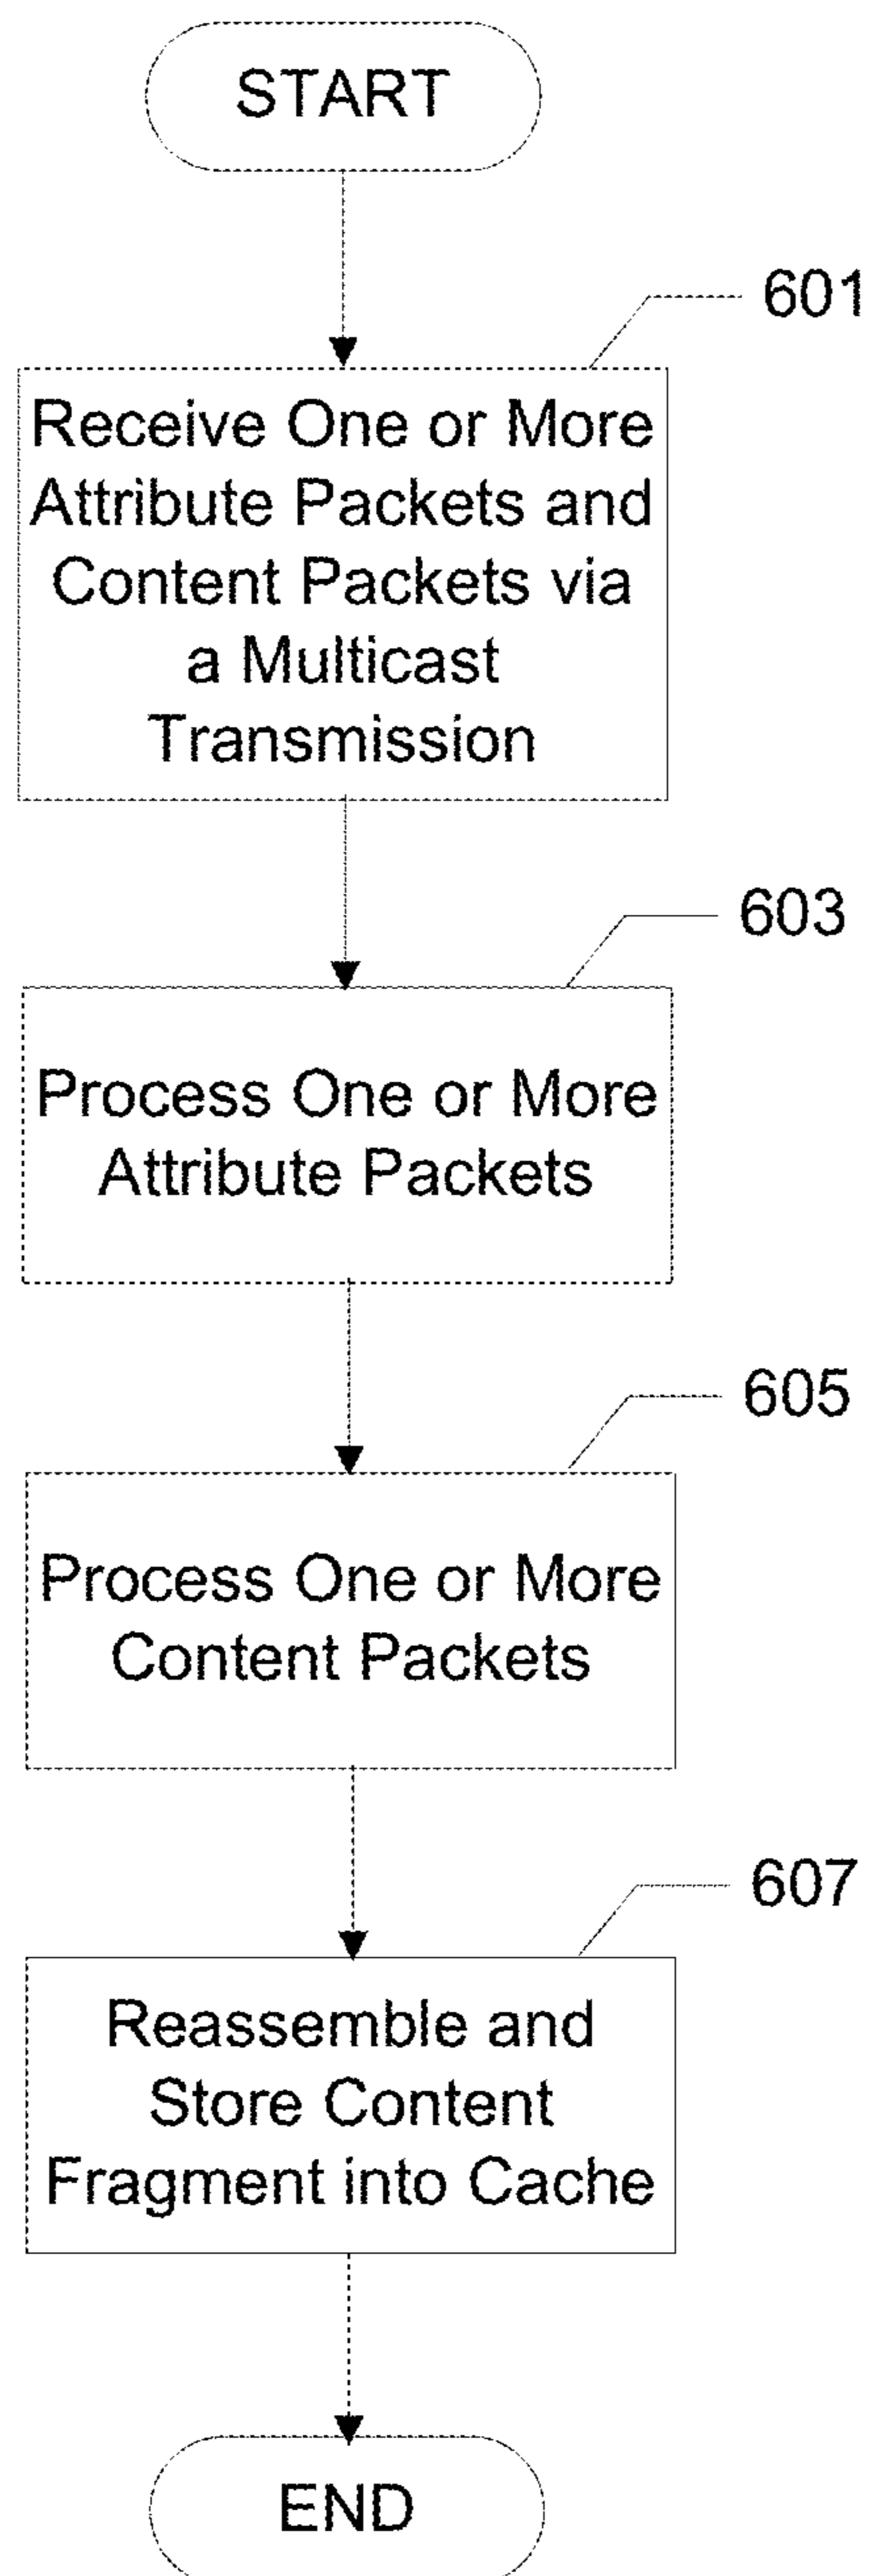 START
601
Receive One or More
Attribute Packets and
Content Packets via
a Multicast
Transmission
603
Process One or More
Attribute Packets
605
Process One or More
Content Packets
607
Reassemble and
Store Content
Fragment into Cache
END